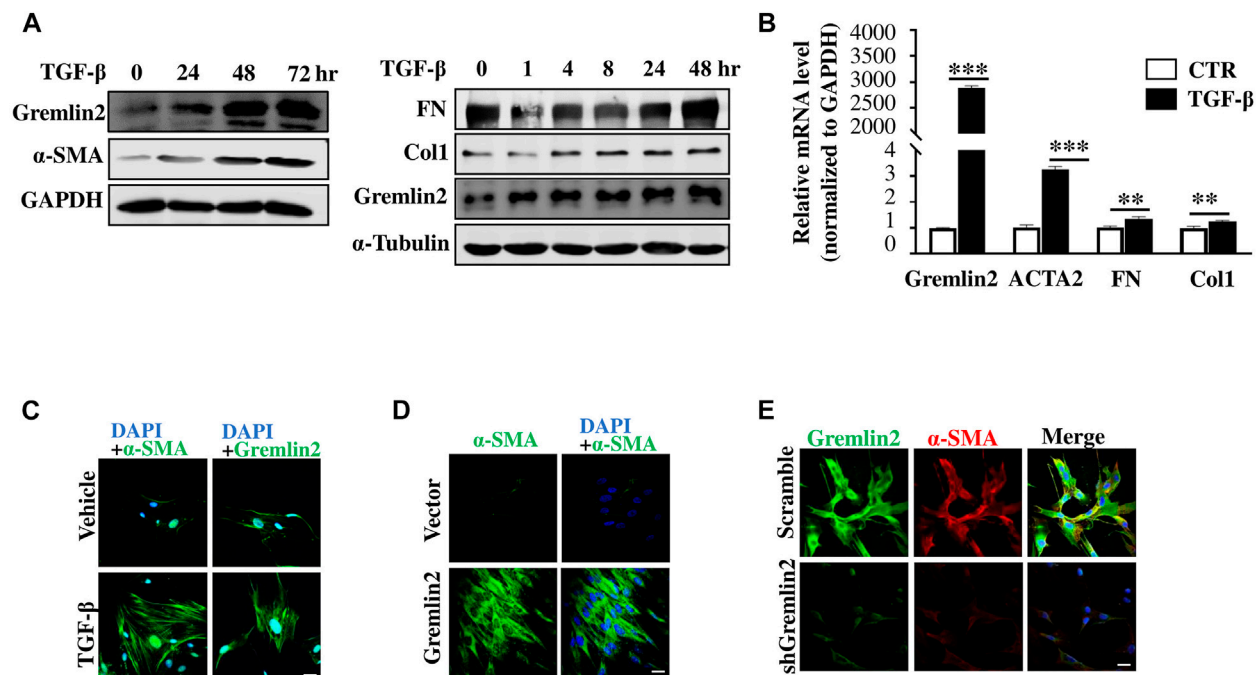 A
TGF-β 0 24 48 72 hr
Gremlin2
α-SMA
GAPDH
TGF-β 0 1 4 8 24 48 hr
FN
Col1
Gremlin2
α-Tubulin
B
Relative mRNA level
(normalized to GAPDH)
4000
3000
2500
2000
4
3
2
1
0
***
***
**
**
CTR
TGF-β
Gremlin2 ACTA2 FN Col1
C
DAPI
+α-SMA
DAPI
+Gremlin2
Vehicle
TGF-β
D
α-SMA
DAPI
+α-SMA
Vector
Gremlin2
E
Gremlin2 α-SMA Merge
Scramble
shGremlin2